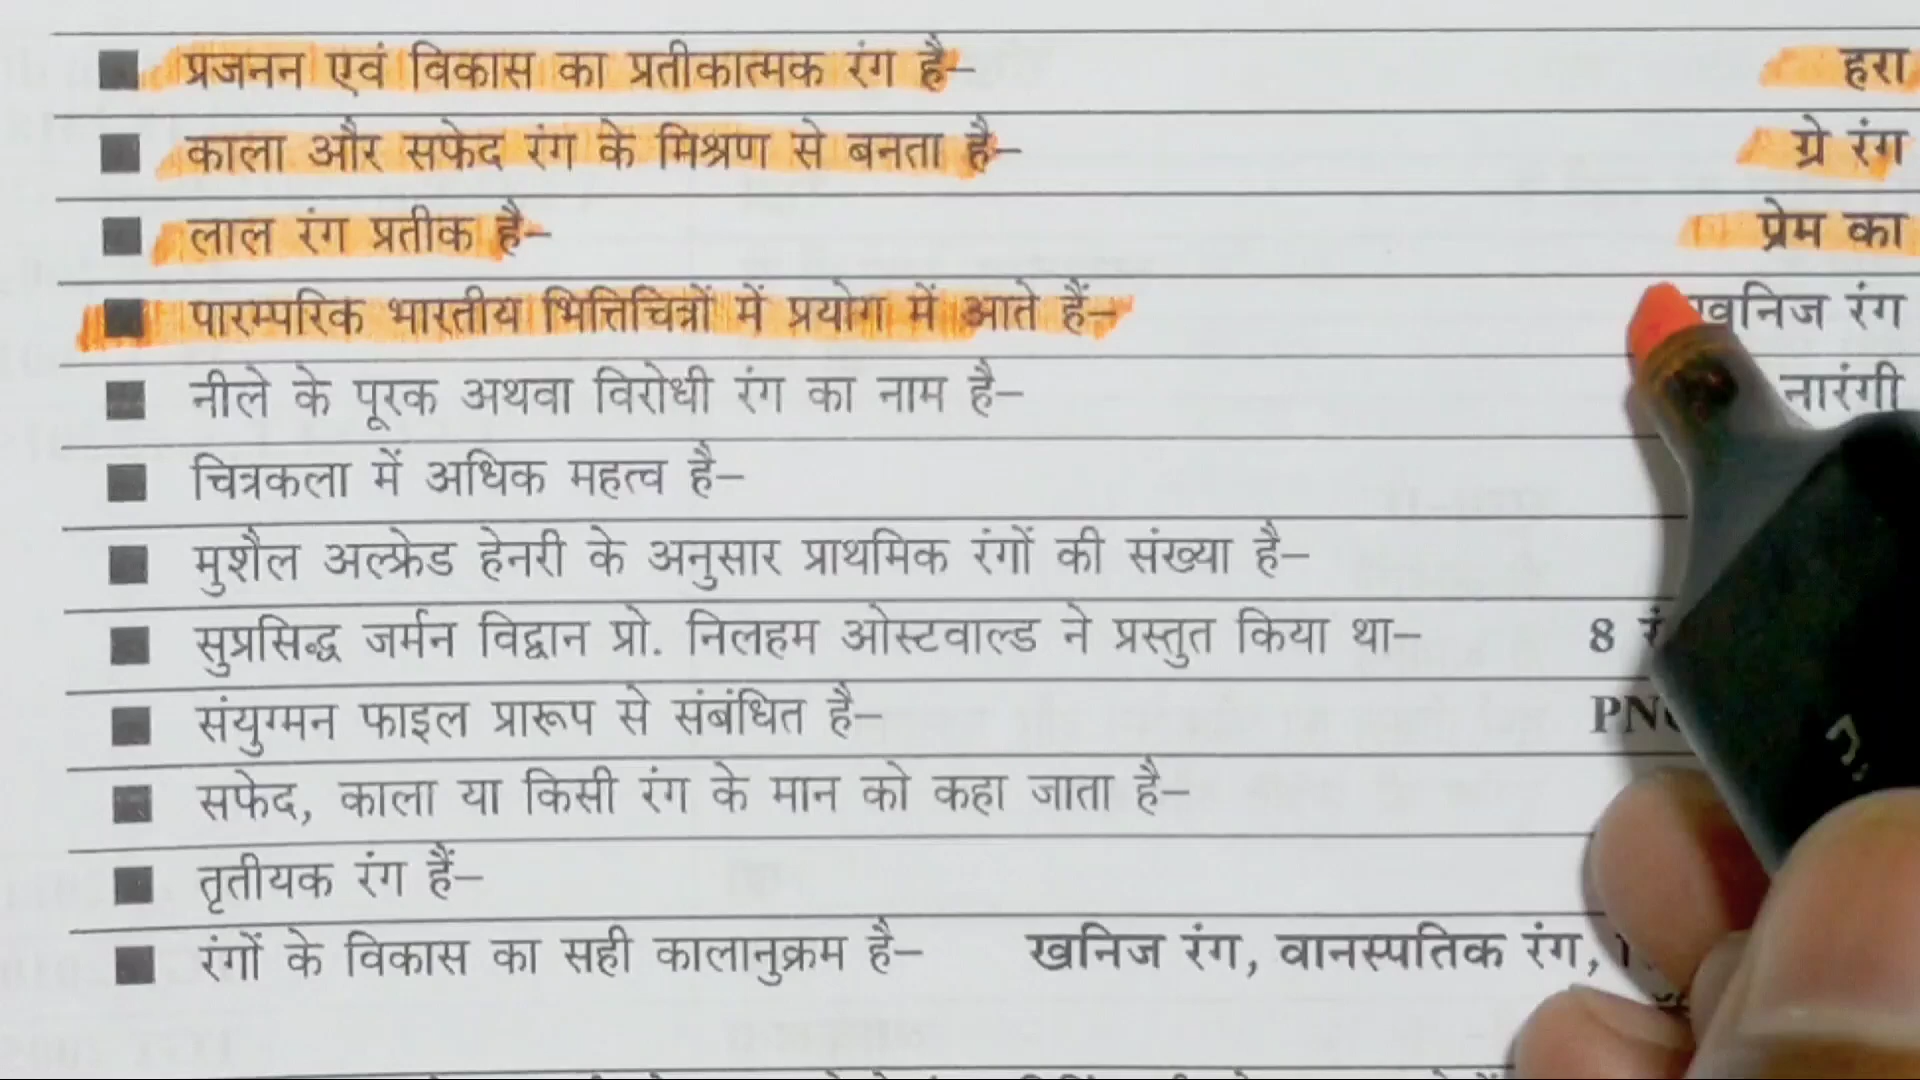 प्रजनन एवं विकास का प्रतीकात्मक रंग है– हरा
काला और सफेद रंग के मिश्रण से बनता है– ग्रे रंग
लाल रंग प्रतीक है– प्रेम का
पारम्परिक भारतीय भित्तिचित्रों में प्रयोग में आते हैं– खनिज रंग
नीले के पूरक अथवा विरोधी रंग का नाम है– नारंगी
चित्रकला में अधिक महत्व है–
मुशैल अल्फ्रेड हेनरी के अनुसार प्राथमिक रंगों की संख्या है–
सुप्रसिद्ध जर्मन विद्वान प्रो. निलहम ओस्टवाल्ड ने प्रस्तुत किया था– 8
संयुग्मन फाइल प्रारूप से संबंधित है–
सफेद, काला या किसी रंग के मान को कहा जाता है–
तृतीयक रंग हैं–
रंगों के विकास का सही कालानुक्रम है– खनिज रंग, वानस्पतिक रंग,